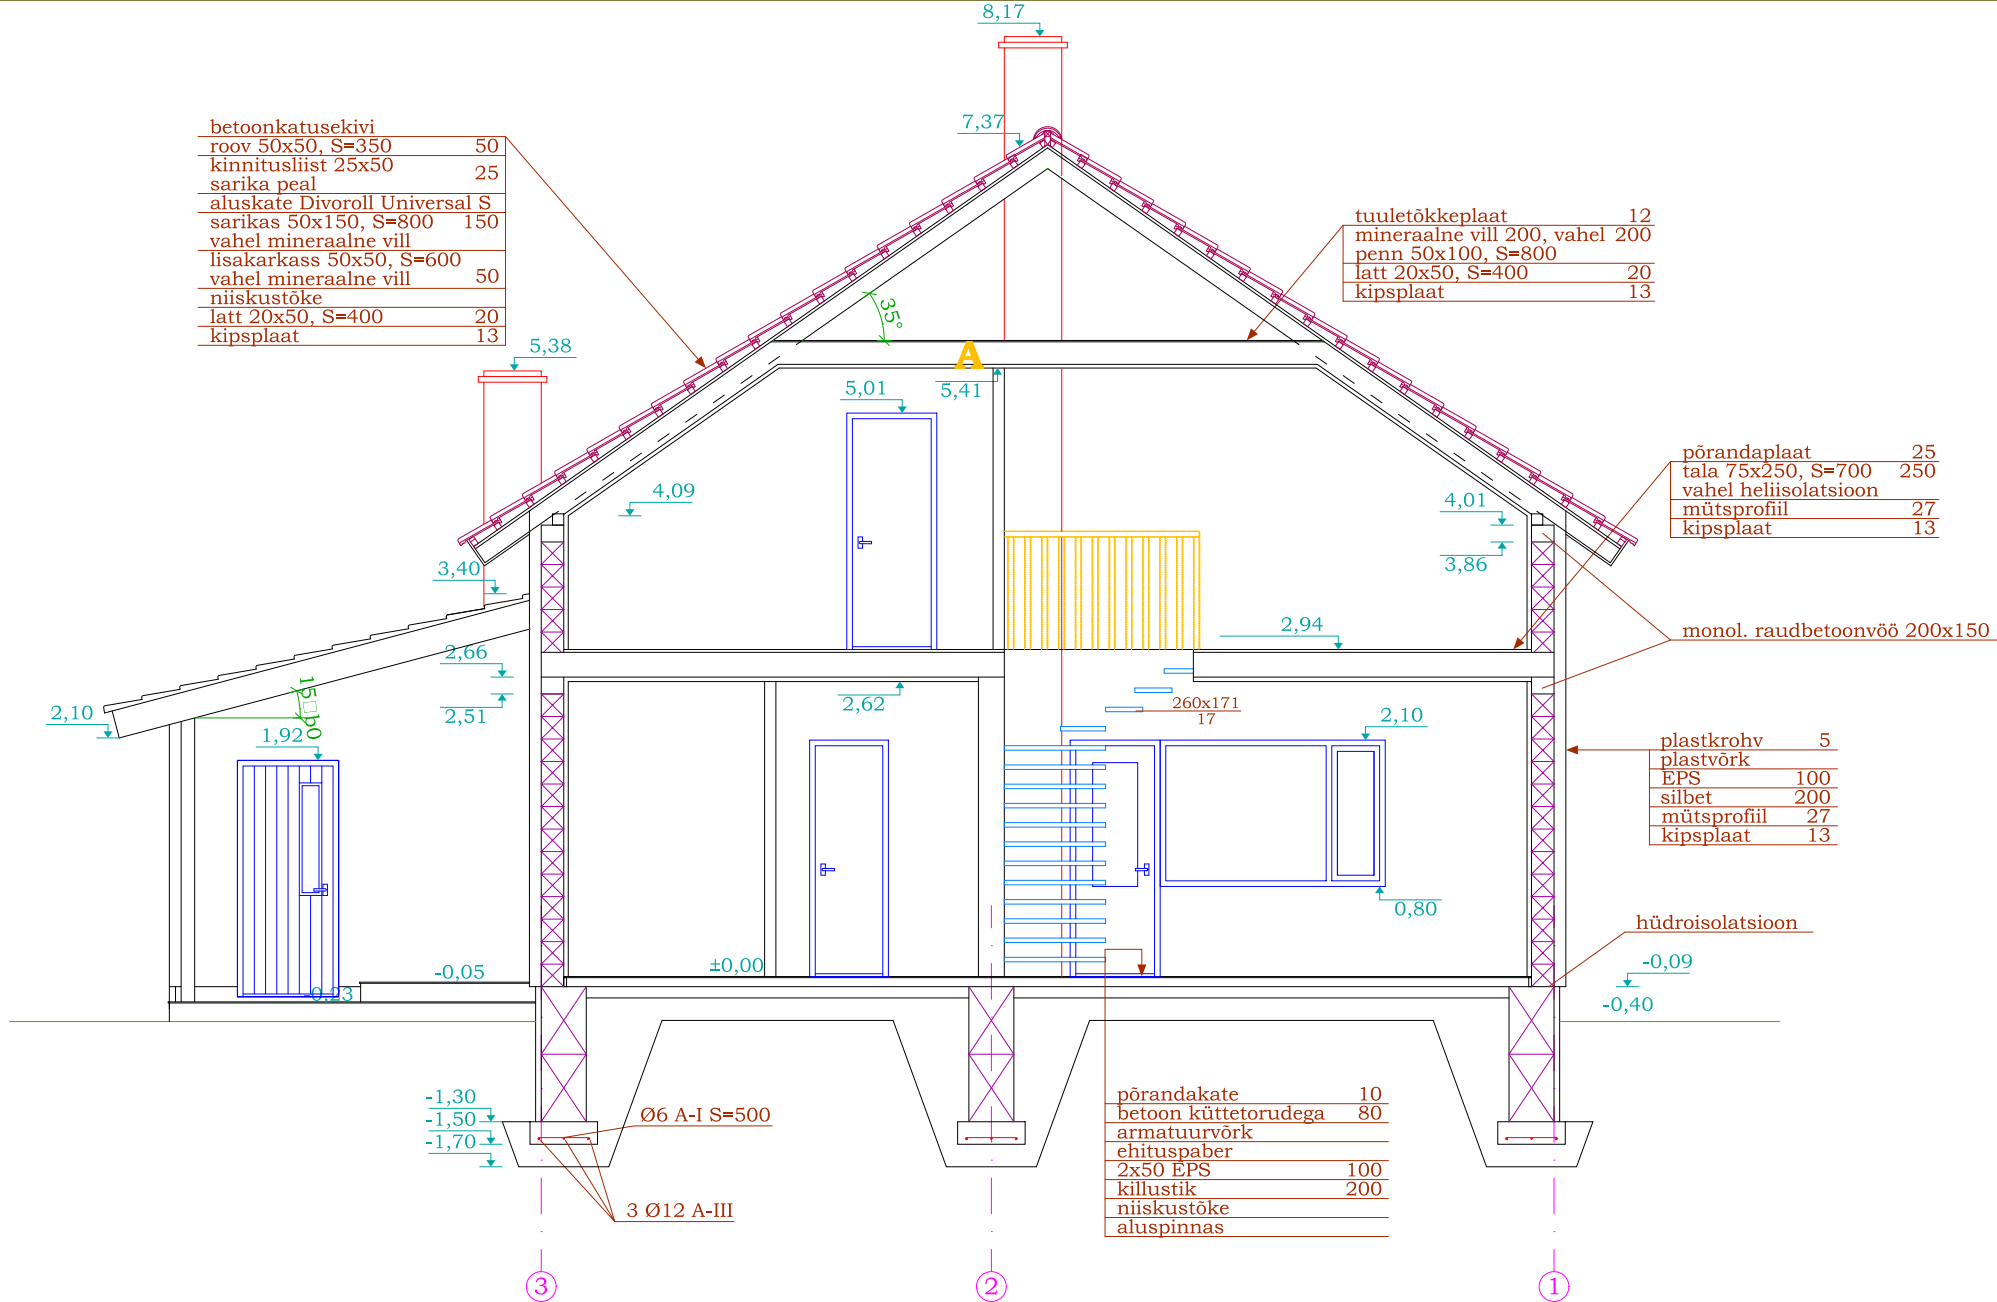 8,17
7,37
betoonkatusekivi
roov 50x50, S=350 50
kinnitusliist 25x50
sarika peal 25
aluskate Divoroll Universal S
sarikas 50x150, S=800 150
vahel mineraalne vill
lisakarkass 50x50, S=600
vahel mineraalne vill 50
niiskustõke
latt 20x50, S=400 20
kipsplaat 13
tuuletõkkeplaat 12
mineraalne vill 200, vahel 200
penn 50x100, S=800
latt 20x50, S=400 20
kipsplaat 13
35°
5,38
A
5,01
5,41
põrandaplaat 25
tala 75x250, S=700 250
vahel heliisolatsioon
mütsprofiil 27
kipsplaat 13
4,09
4,01
3,86
3,40
2,94
monol. raudbetoonvöö 200x150
2,66
2,51
2,62
260x171
17
15□b0
2,10
1,92
2,10
plastkrohv 5
plastvõrk
EPS 100
silbet 200
mütsprofiil 27
kipsplaat 13
0,80
hüdroisolatsioon
-0,05
±0,00
-0,23
-0,09
-0,40
-1,30
-1,50
-1,70
Ø6 A-I S=500
3 Ø12 A-III
põrandakate 10
betoon küttetorudega 80
armatuurvõrk
ehituspaber
2x50 EPS 100
killustik 200
niiskustõke
aluspinnas
3
2
1